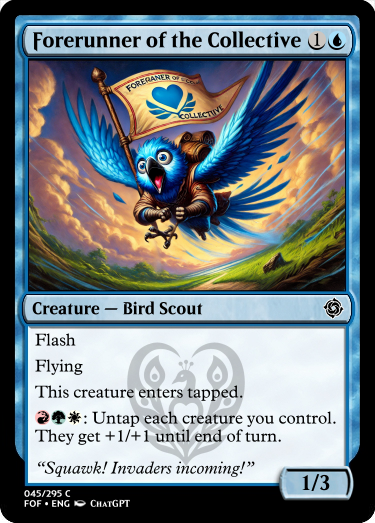 Forerunner of the Collective 1
FOREGANER OF
COLLECTIVE
Creature — Bird Scout
Flash
Flying
This creature enters tapped.
: Untap each creature you control.
They get +1/+1 until end of turn.
“Squawk! Invaders incoming!”
1/3
045/295 C
FOF • ENG ChatGPT